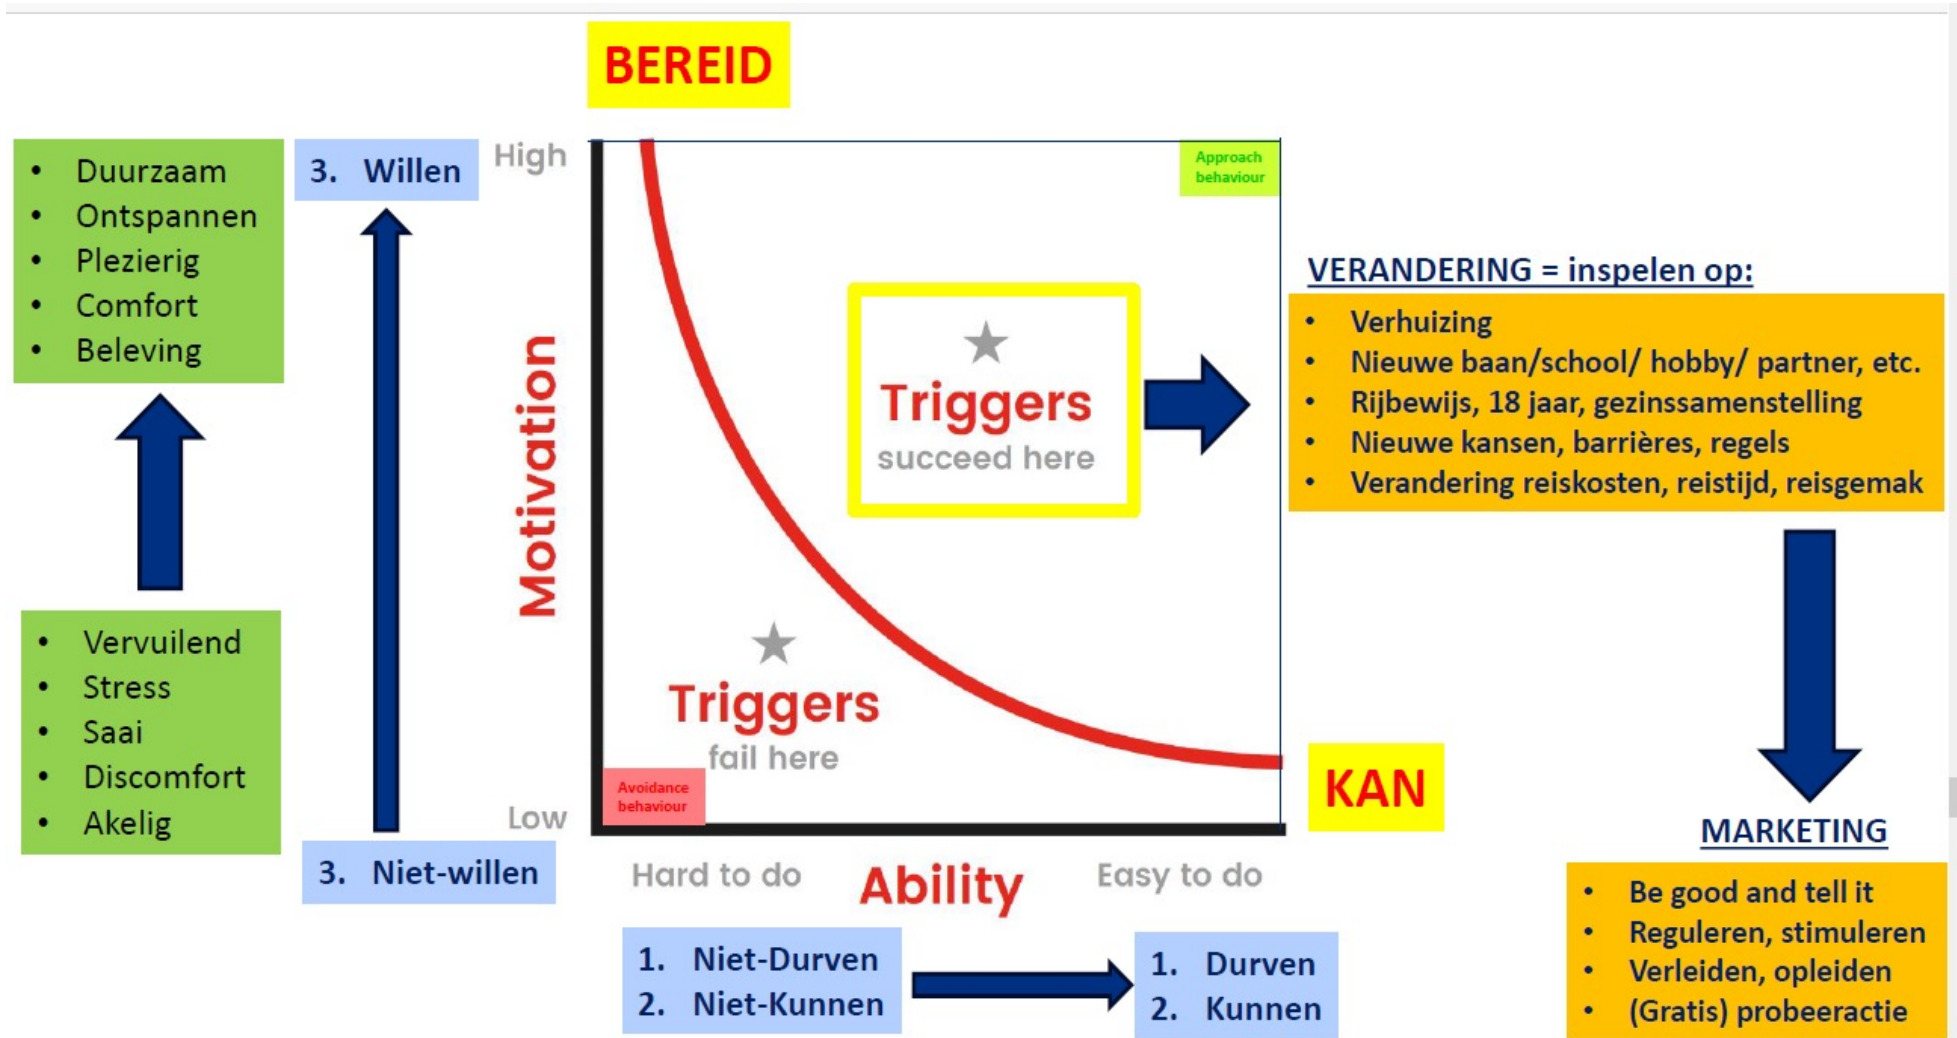 BEREID
• Duurzaam
• Ontspannen
• Plezierig
• Comfort
• Beleving
3. Willen
High
Approach
behaviour
VERANDERING = inspelen op:
• Verhuizing
• Nieuwe baan/school/ hobby/ partner, etc.
• Rijbewijs, 18 jaar, gezinssamenstelling
• Nieuwe kansen, barrières, regels
• Verandering reiskosten, reistijd, reisgemak
Motivation
Triggers
succeed here
• Vervuilend
• Stress
• Saai
• Discomfort
• Akelig
Triggers
fail here
Avoidance
behaviour
Low
KAN
3. Niet-willen
Hard to do
Ability
Easy to do
1. Niet-Durven
2. Niet-Kunnen
1. Durven
2. Kunnen
MARKETING
• Be good and tell it
• Reguleren, stimuleren
• Verleiden, opleiden
• (Gratis) probeeractie